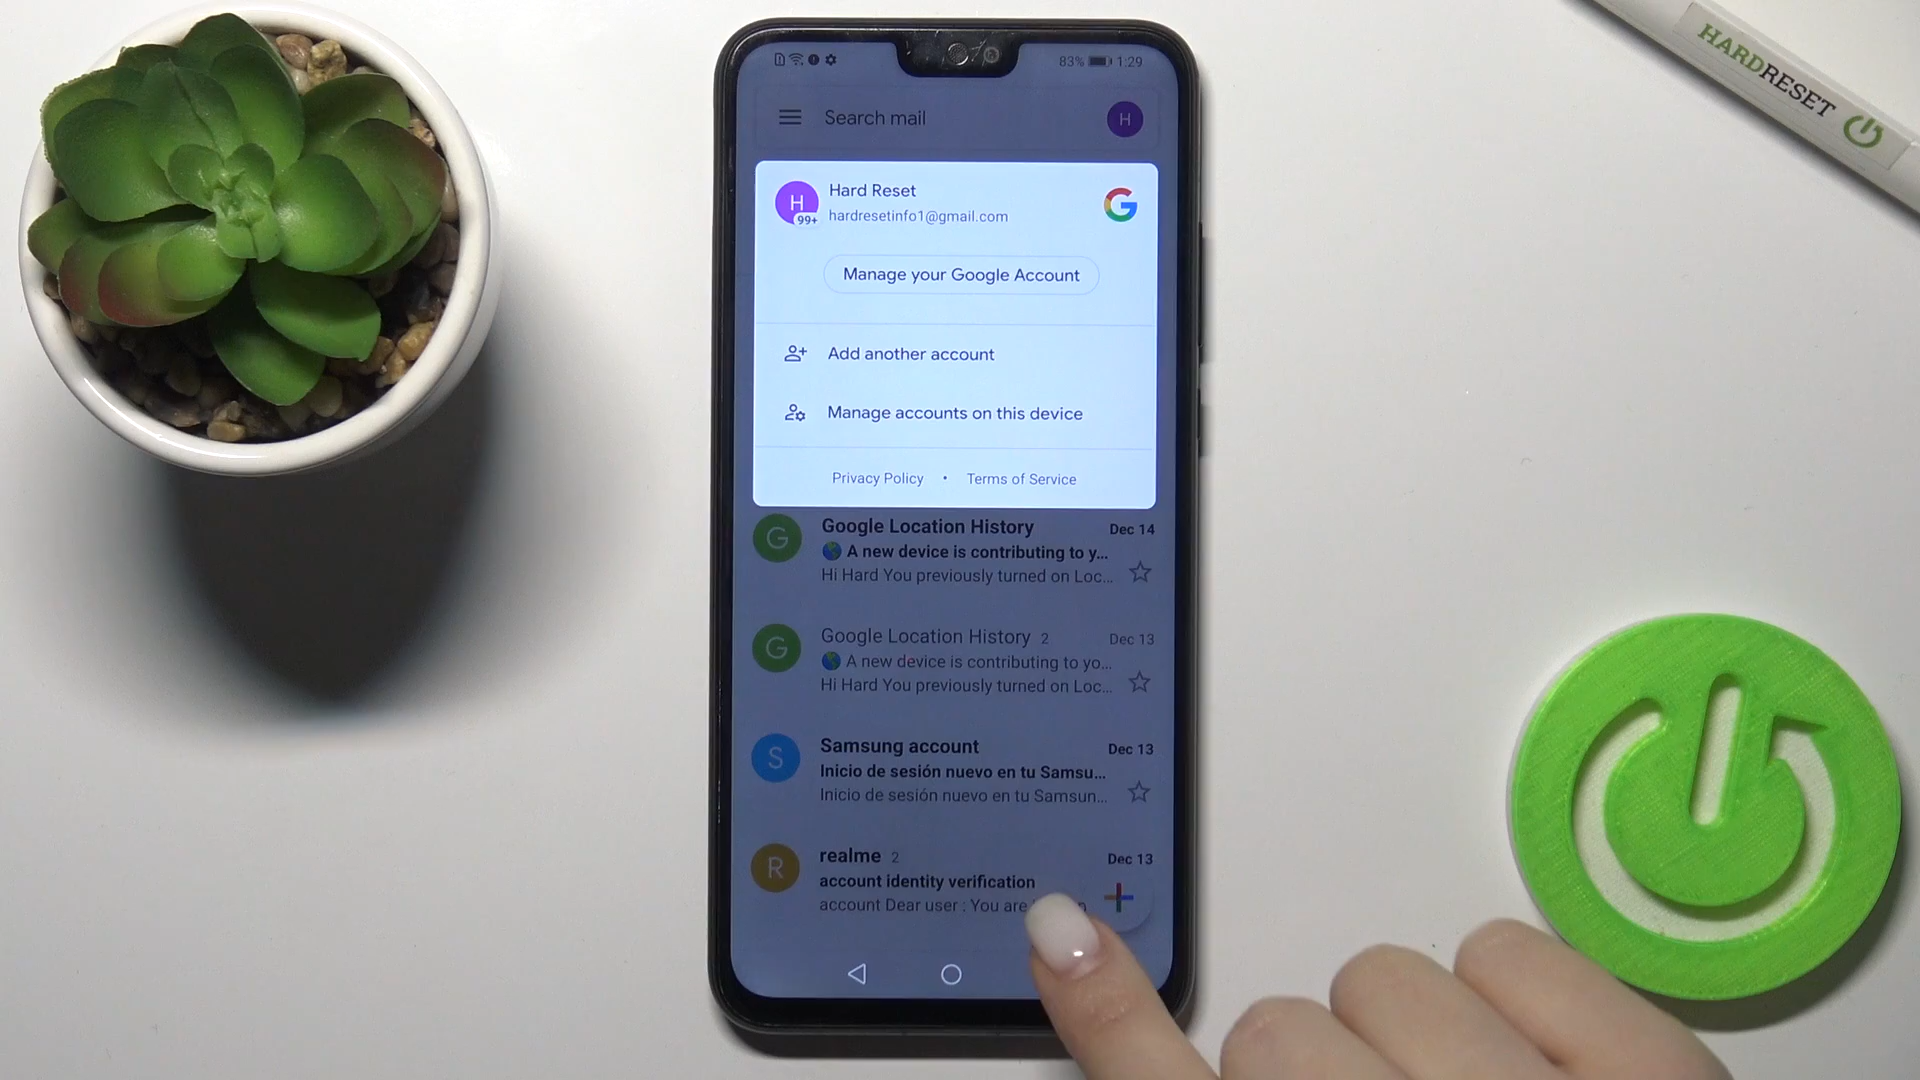 83% 1:29
Search mail H
H Hard Reset
99+ hardresetinfo1@gmail.com
Manage your Google Account
Add another account
Manage accounts on this device
Privacy Policy • Terms of Service
G Google Location History Dec 14
A new device is contributing to y...
Hi Hard You previously turned on Loc...
G Google Location History 2 Dec 13
A new device is contributing to yo...
Hi Hard You previously turned on Loc...
S Samsung account Dec 13
Inicio de sesión nuevo en tu Samsu...
Inicio de sesión nuevo en tu Samsun...
R realme 2 Dec 13
account identity verification
account Dear user : You are
HARDRESET